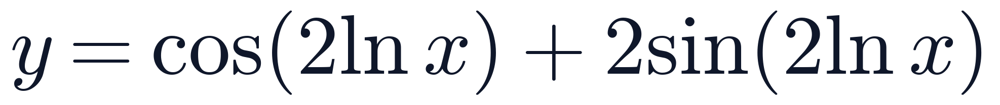 y = cos(2ln x) + 2sin(2ln x)